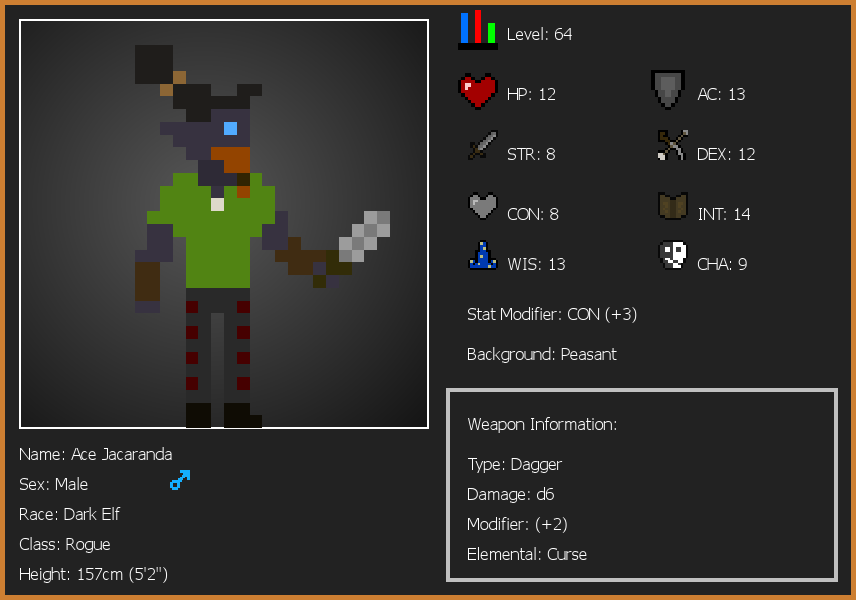 Level: 64
HP: 12
AC: 13
STR: 8
DEX: 12
CON: 8
INT: 14
WIS: 13
CHA: 9
Stat Modifier: CON (+3)
Background: Peasant
Weapon Information:
Type: Dagger
Damage: d6
Modifier: (+2)
Elemental: Curse
Name: Ace Jacaranda
Sex: Male
Race: Dark Elf
Class: Rogue
Height: 157cm (5'2")